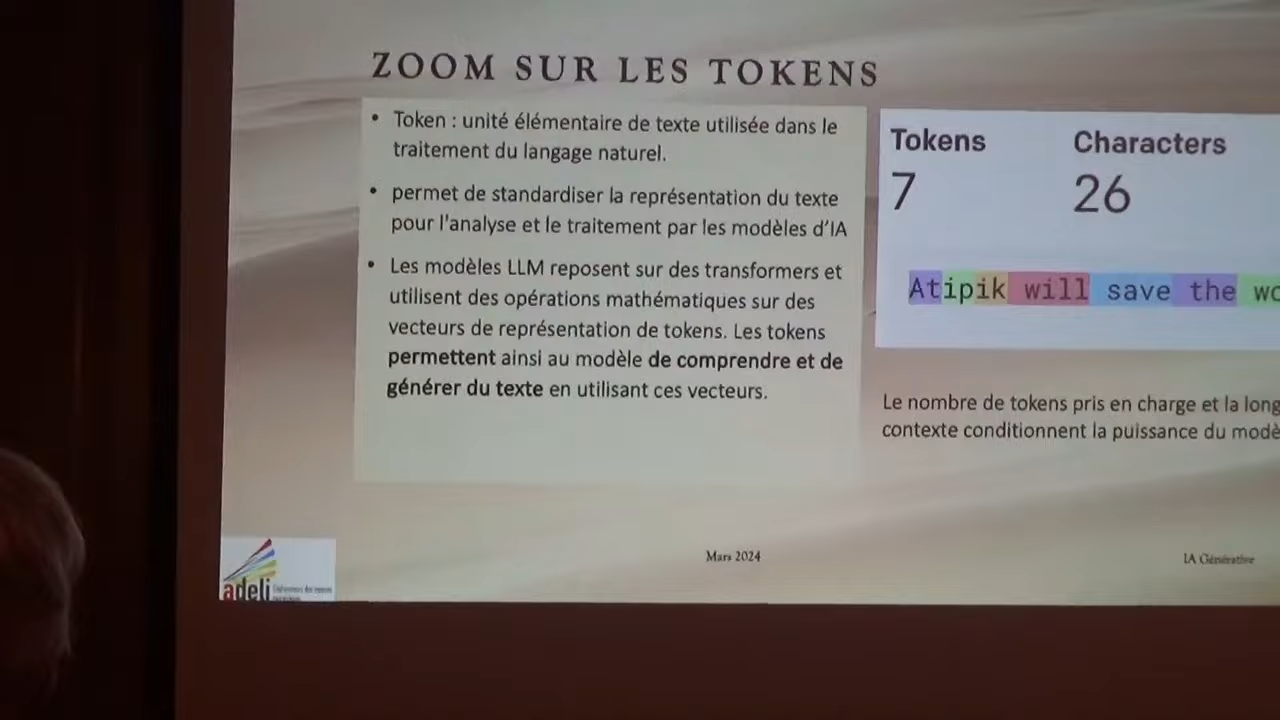 ZOOM SUR LES TOKENS
• Token : unité élémentaire de texte utilisée dans le
traitement du langage naturel.
• permet de standardiser la représentation du texte
pour l'analyse et le traitement par les modèles d'IA
• Les modèles LLM reposent sur des transformers et
utilisent des opérations mathématiques sur des
vecteurs de représentation de tokens. Les tokens
permettent ainsi au modèle de comprendre et de
générer du texte en utilisant ces vecteurs.
Tokens
7
Characters
26
Atipik will save the wo
Le nombre de tokens pris en charge et la long
contexte conditionnent la puissance du modè
adeli
Mars 2024
IA Générative